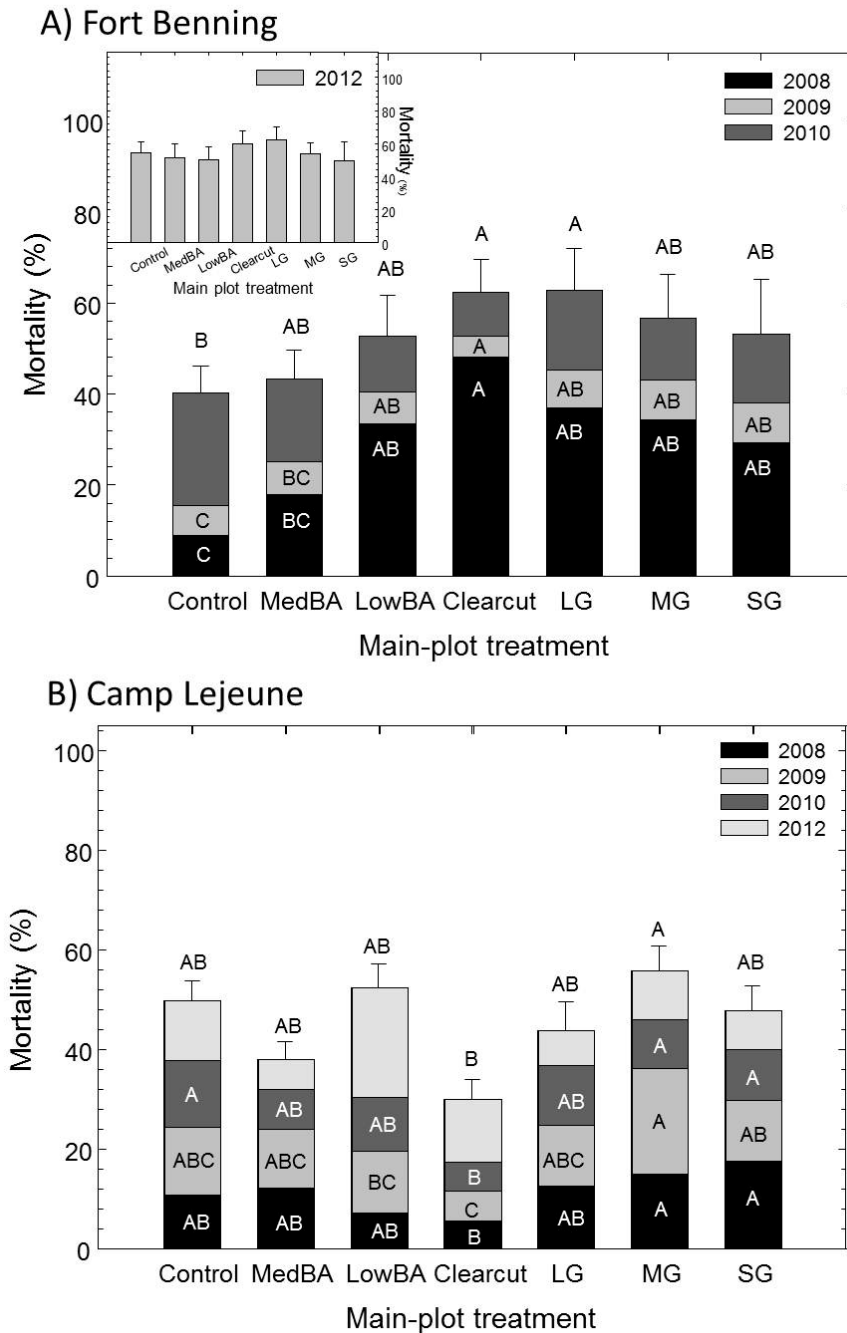 A) Fort Benning
2012
2008
2009
2010
Mortality (%)
100
80
60
40
20
0
Control MedBA LowBA Clearcut LG MG SG
Main plot treatment
Mortality (%)
100
80
60
40
20
0
B AB AB A A AB AB
C BC AB A AB AB AB
C BC AB A AB AB AB
Control MedBA LowBA Clearcut LG MG SG
Main-plot treatment
B) Camp Lejeune
2008
2009
2010
2012
Mortality (%)
100
80
60
40
20
0
AB AB AB B AB A AB
A AB AB B AB A A
ABC ABC BC C ABC A AB
AB AB AB B AB A A
Control MedBA LowBA Clearcut LG MG SG
Main-plot treatment